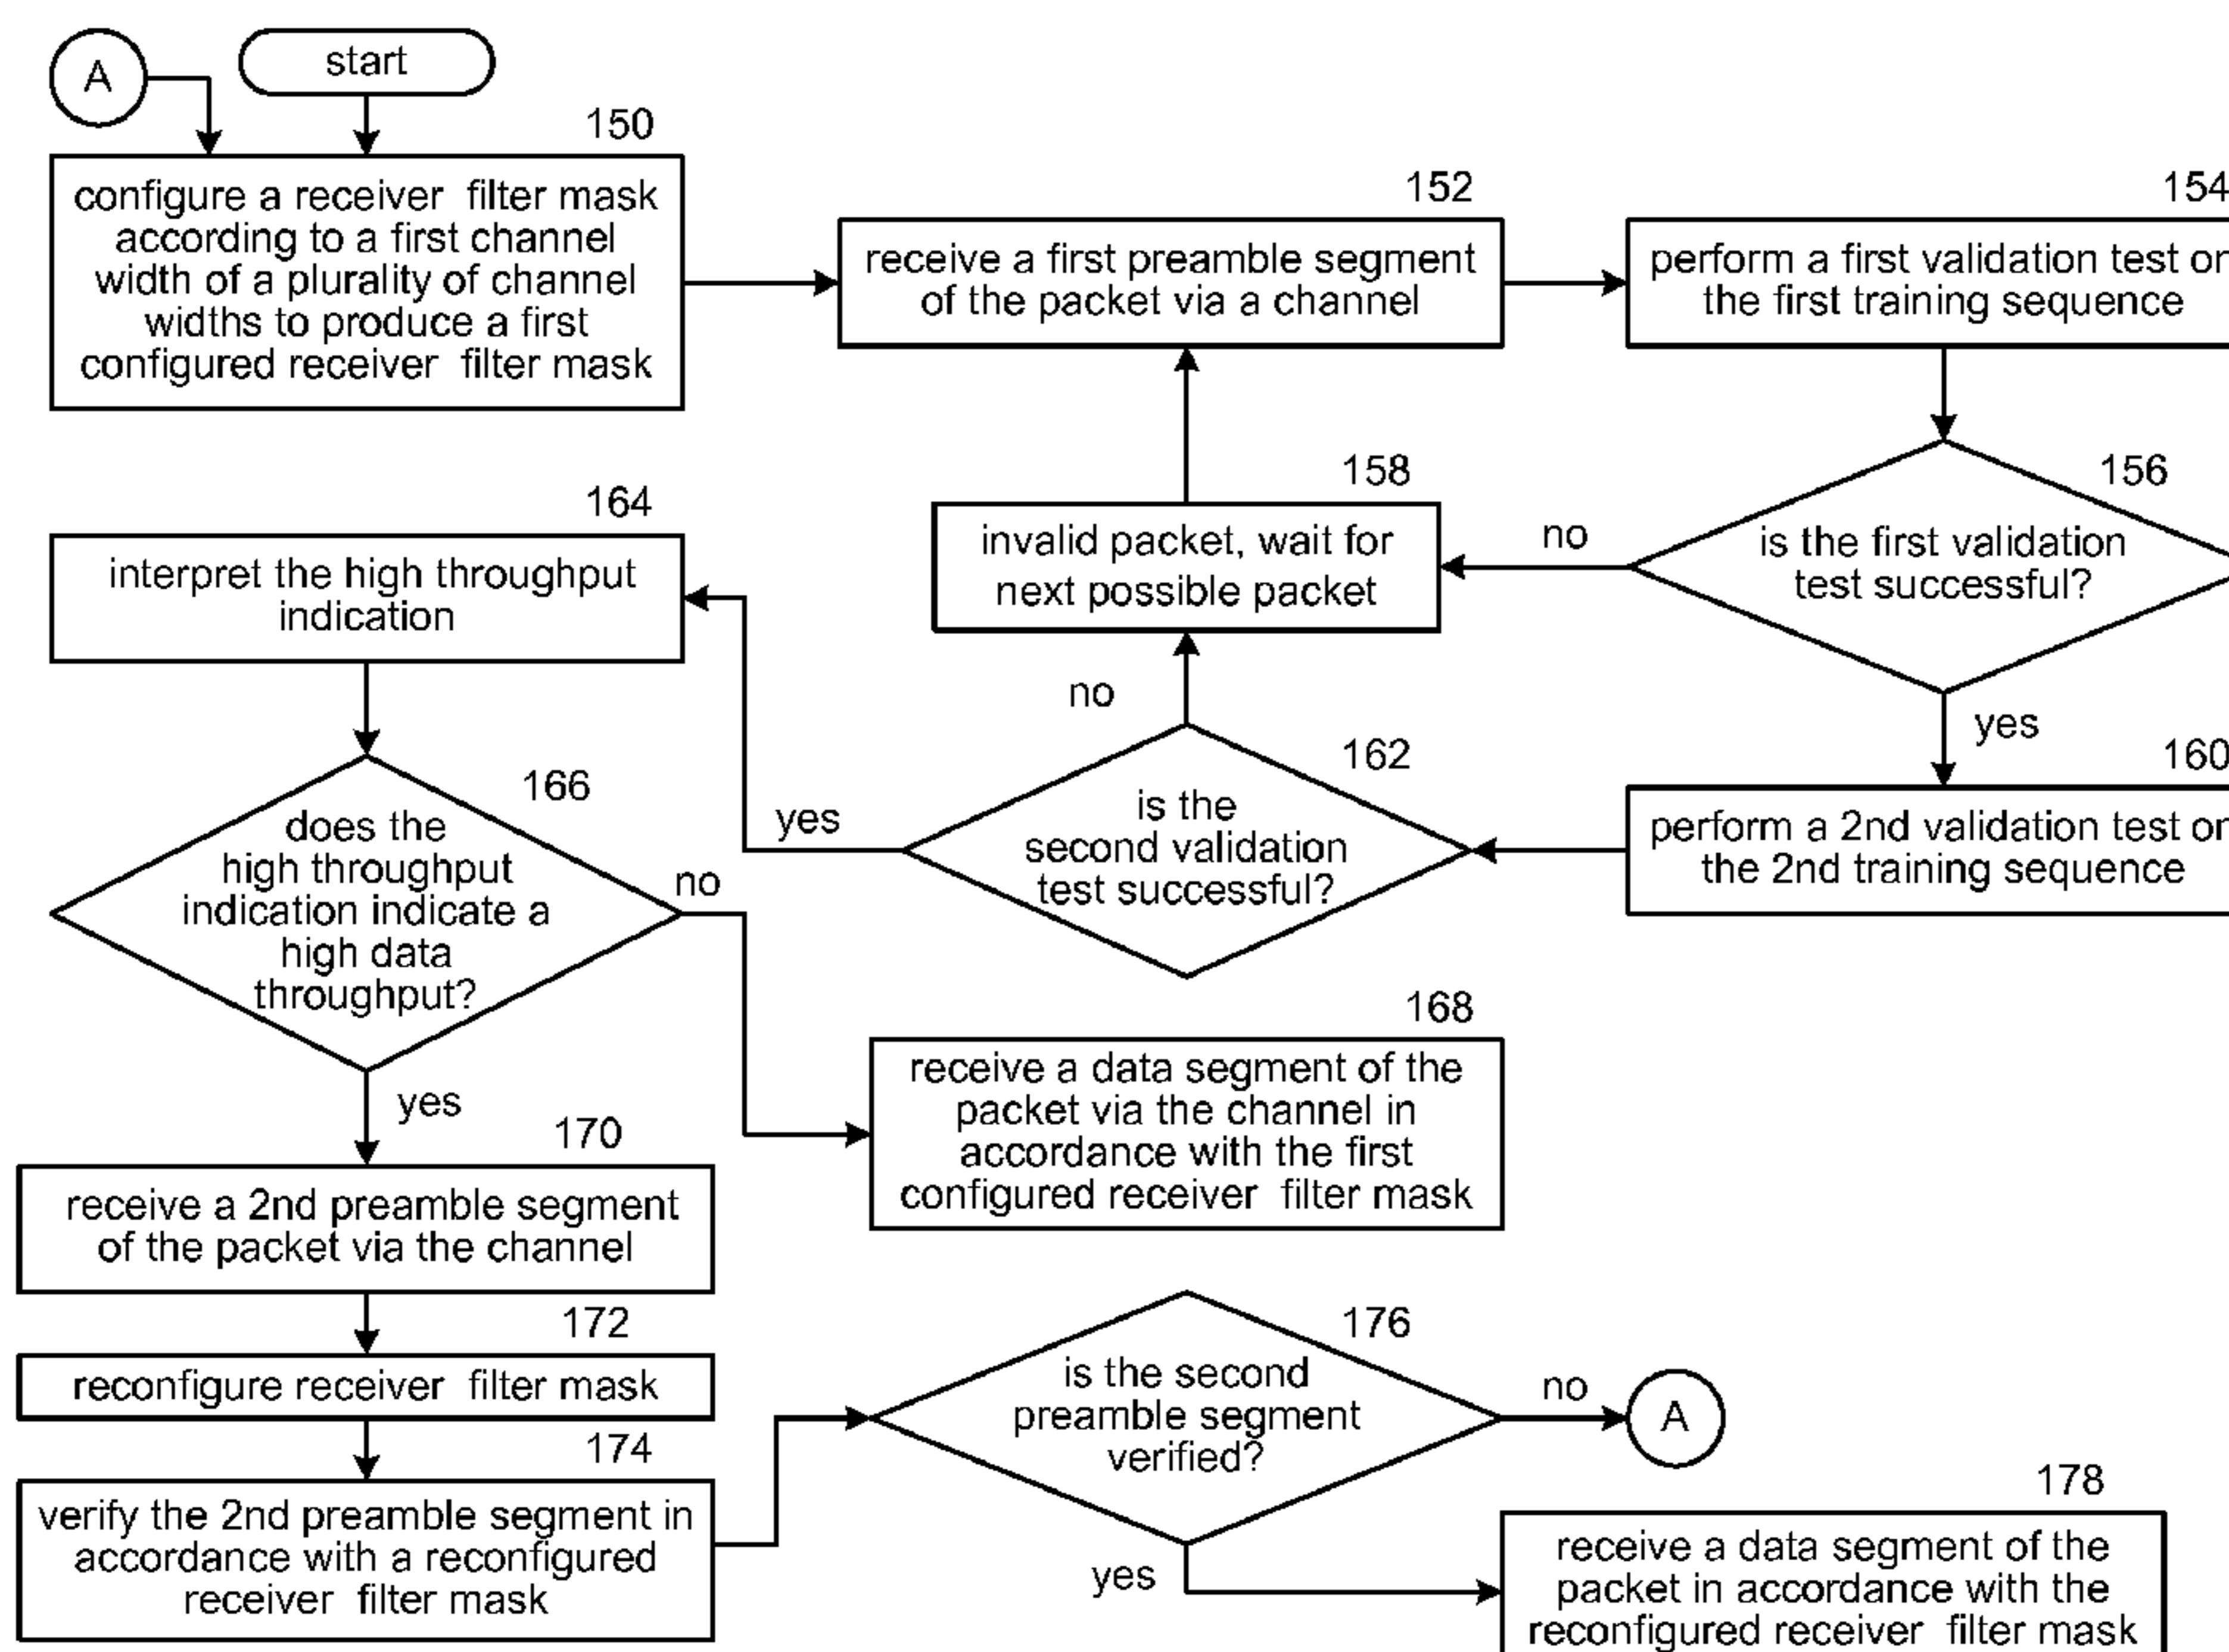 A
start
150
configure a receiver filter mask
according to a first channel
width of a plurality of channel
widths to produce a first
configured receiver filter mask
152
receive a first preamble segment
of the packet via a channel
154
perform a first validation test on
the first training sequence
156
is the first validation
test successful?
no
yes
158
invalid packet, wait for
next possible packet
160
perform a 2nd validation test on
the 2nd training sequence
162
is the
second validation
test successful?
no
yes
164
interpret the high throughput
indication
166
does the
high throughput
indication indicate a
high data
throughput?
no
yes
168
receive a data segment of the
packet via the channel in
accordance with the first
configured receiver filter mask
170
receive a 2nd preamble segment
of the packet via the channel
172
reconfigure receiver filter mask
174
verify the 2nd preamble segment in
accordance with a reconfigured
receiver filter mask
176
is the second
preamble segment
verified?
no
A
yes
178
receive a data segment of the
packet in accordance with the
reconfigured receiver filter mask